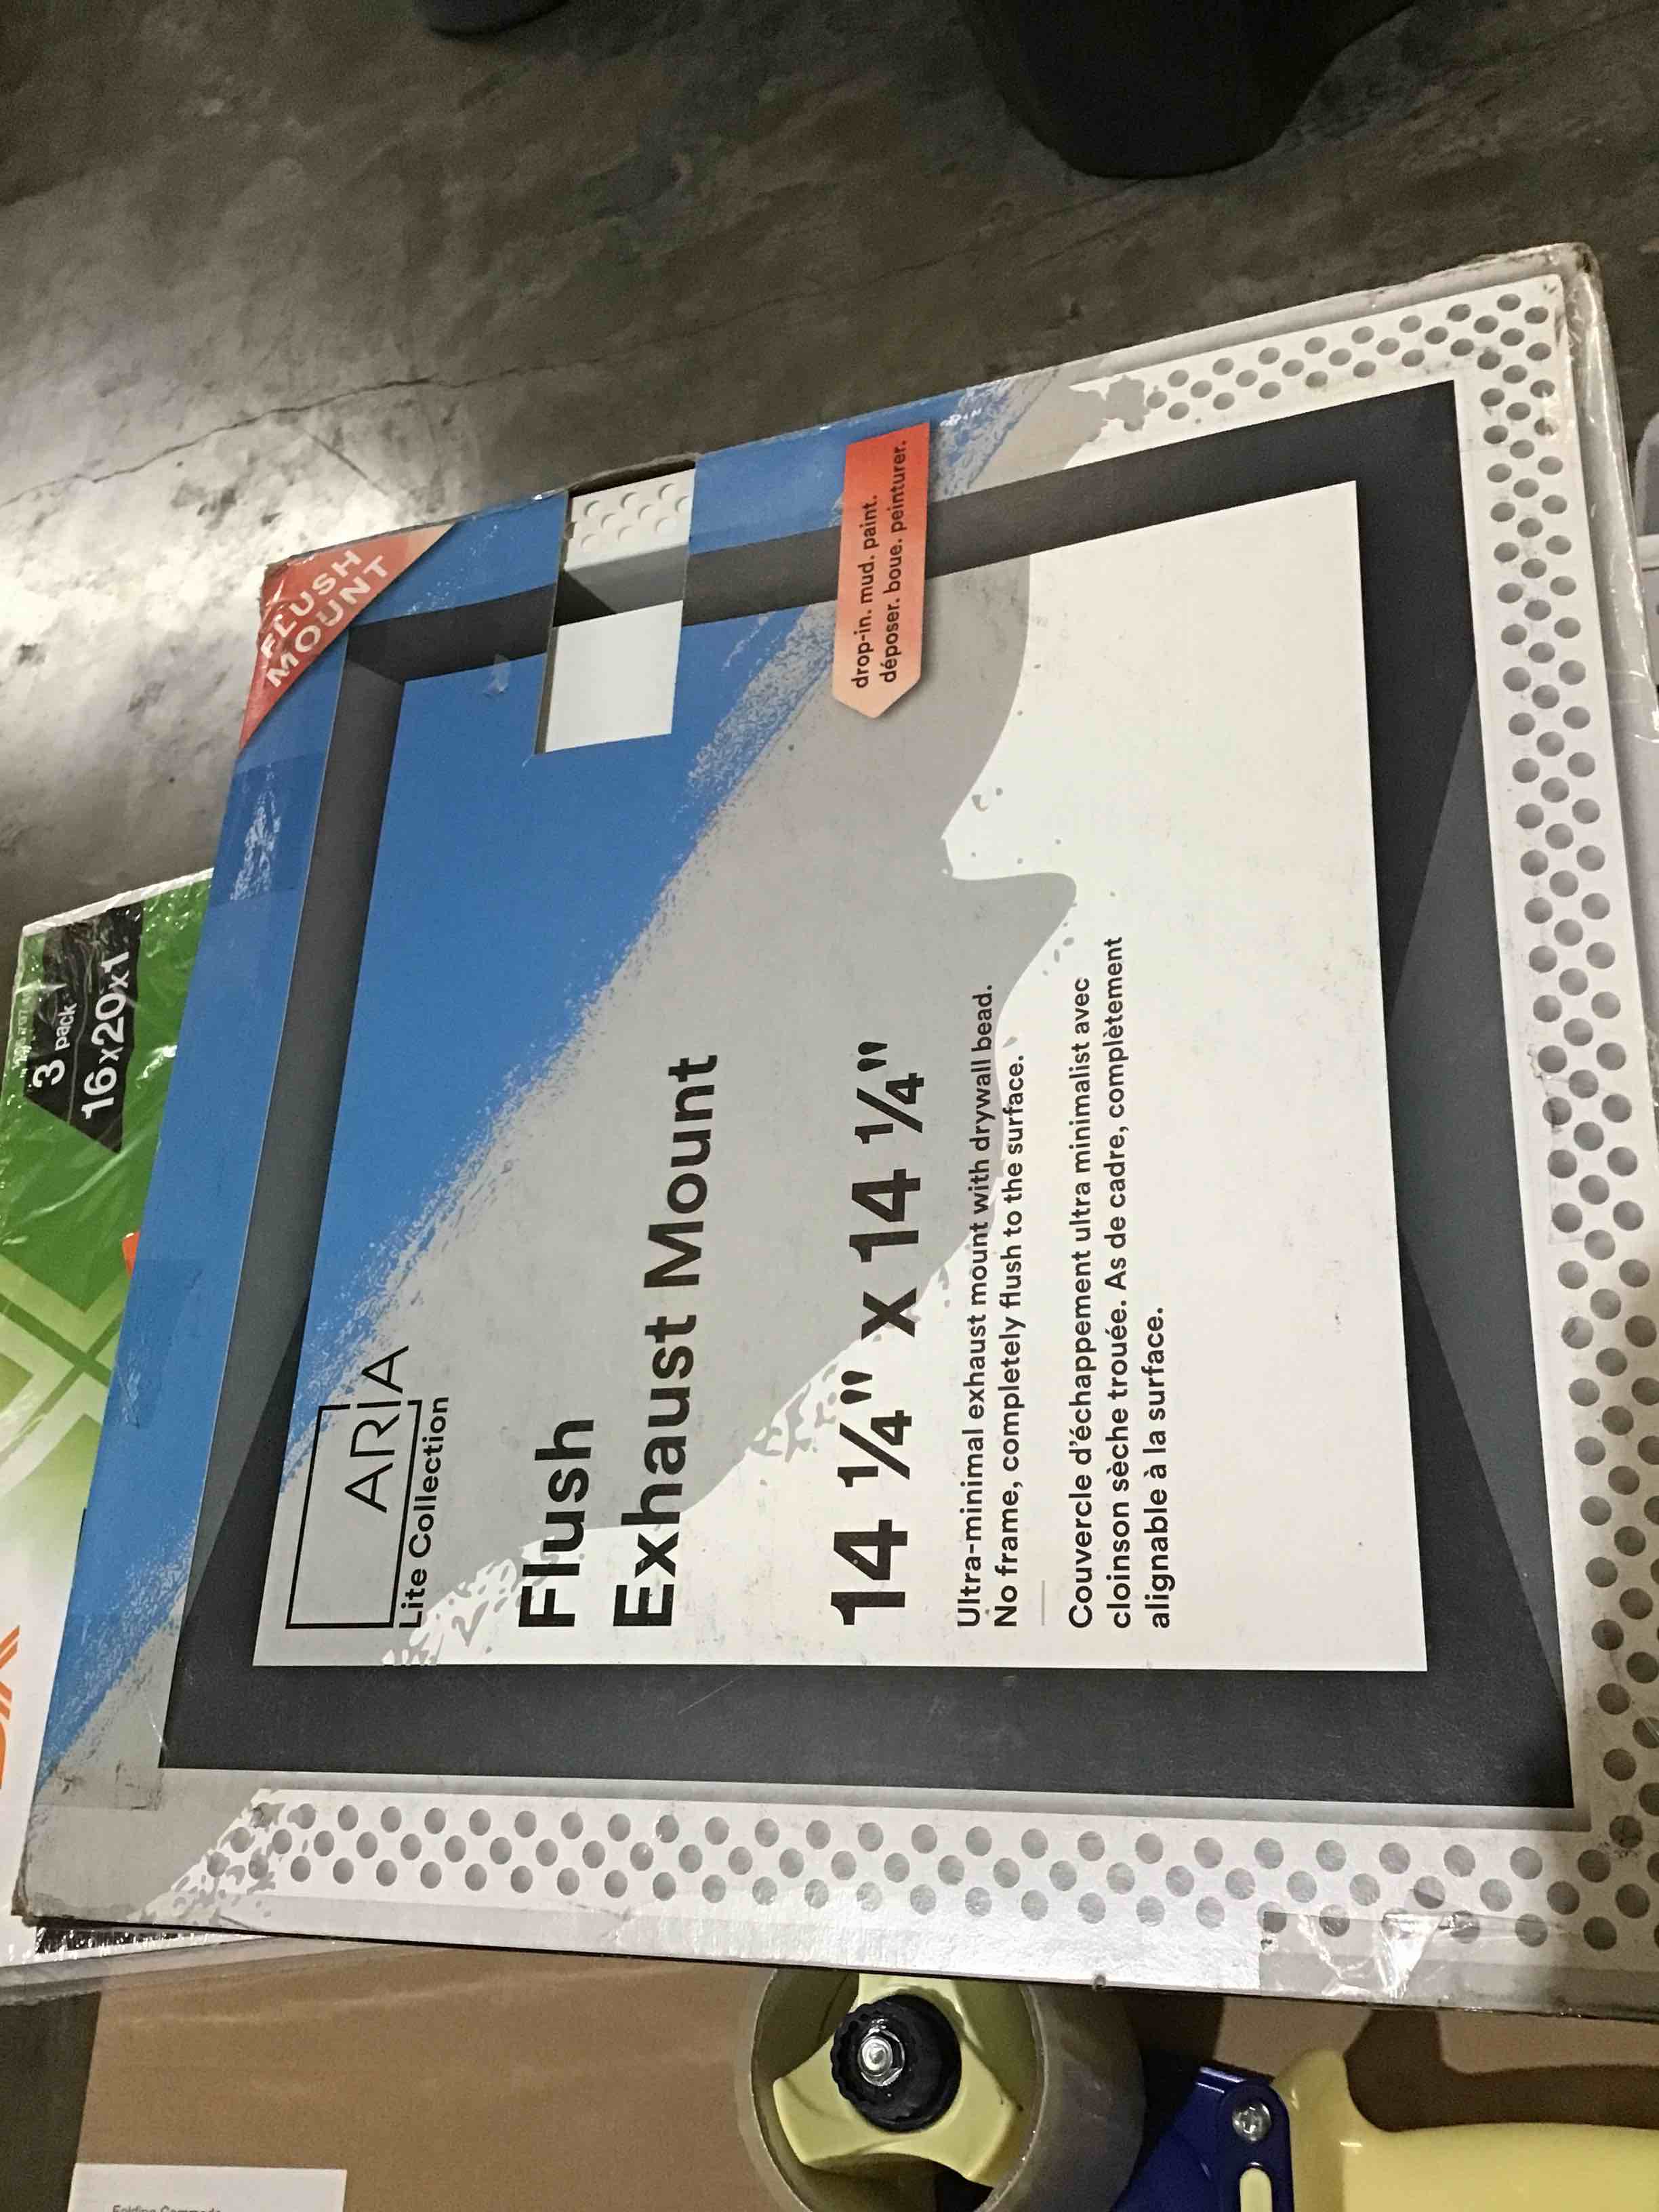 FLUSH
MOUNT
ARIA
Lite Collection
drop-in. mud. paint.
déposer. boue. peinturer.
Flush
Exhaust Mount
14 ¼" x 14 ¼"
Ultra-minimal exhaust mount with drywall bead.
No frame, completely flush to the surface.
Couvercle d'échappement ultra minimalist avec
cloinson sèche trouée. As de cadre, complètement
alignable à la surface.
3 pack
16x20x1